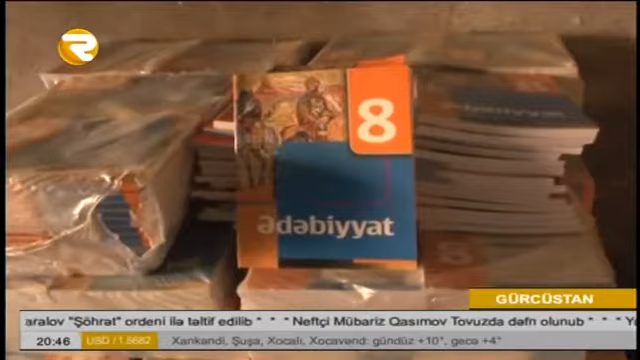 8
Ədəbiyyat
GÜRCÜSTAN
aralov "Şöhrət" ordeni ilə təltif edilib * * * Neftçi Mübariz Qasımov Tovuzda dəfn olunub * * * Y
20:46 USD / 1.5682 Xankəndi, Şuşa, Xocalı, Xocavənd: gündüz +10°, gecə +4°